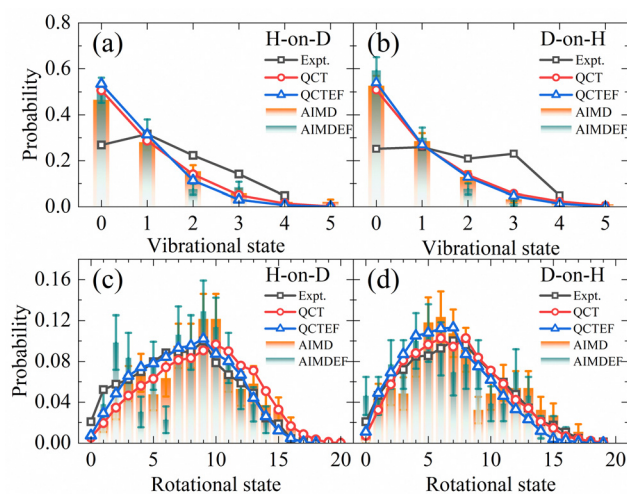 (a) H-on-D
Expt.
QCT
QCTEF
AIMD
AIMDEF
(b) D-on-H
Expt.
QCT
QCTEF
AIMD
AIMDEF
Probability
0.8
0.6
0.4
0.2
0.0
0 1 2 3 4 5
0 1 2 3 4 5
Vibrational state
Vibrational state
(c) H-on-D
Expt.
QCT
QCTEF
AIMD
AIMDEF
(d) D-on-H
Expt.
QCT
QCTEF
AIMD
AIMDEF
Probability
0.16
0.12
0.08
0.04
0.00
0 5 10 15 20
0 5 10 15 20
Rotational state
Rotational state